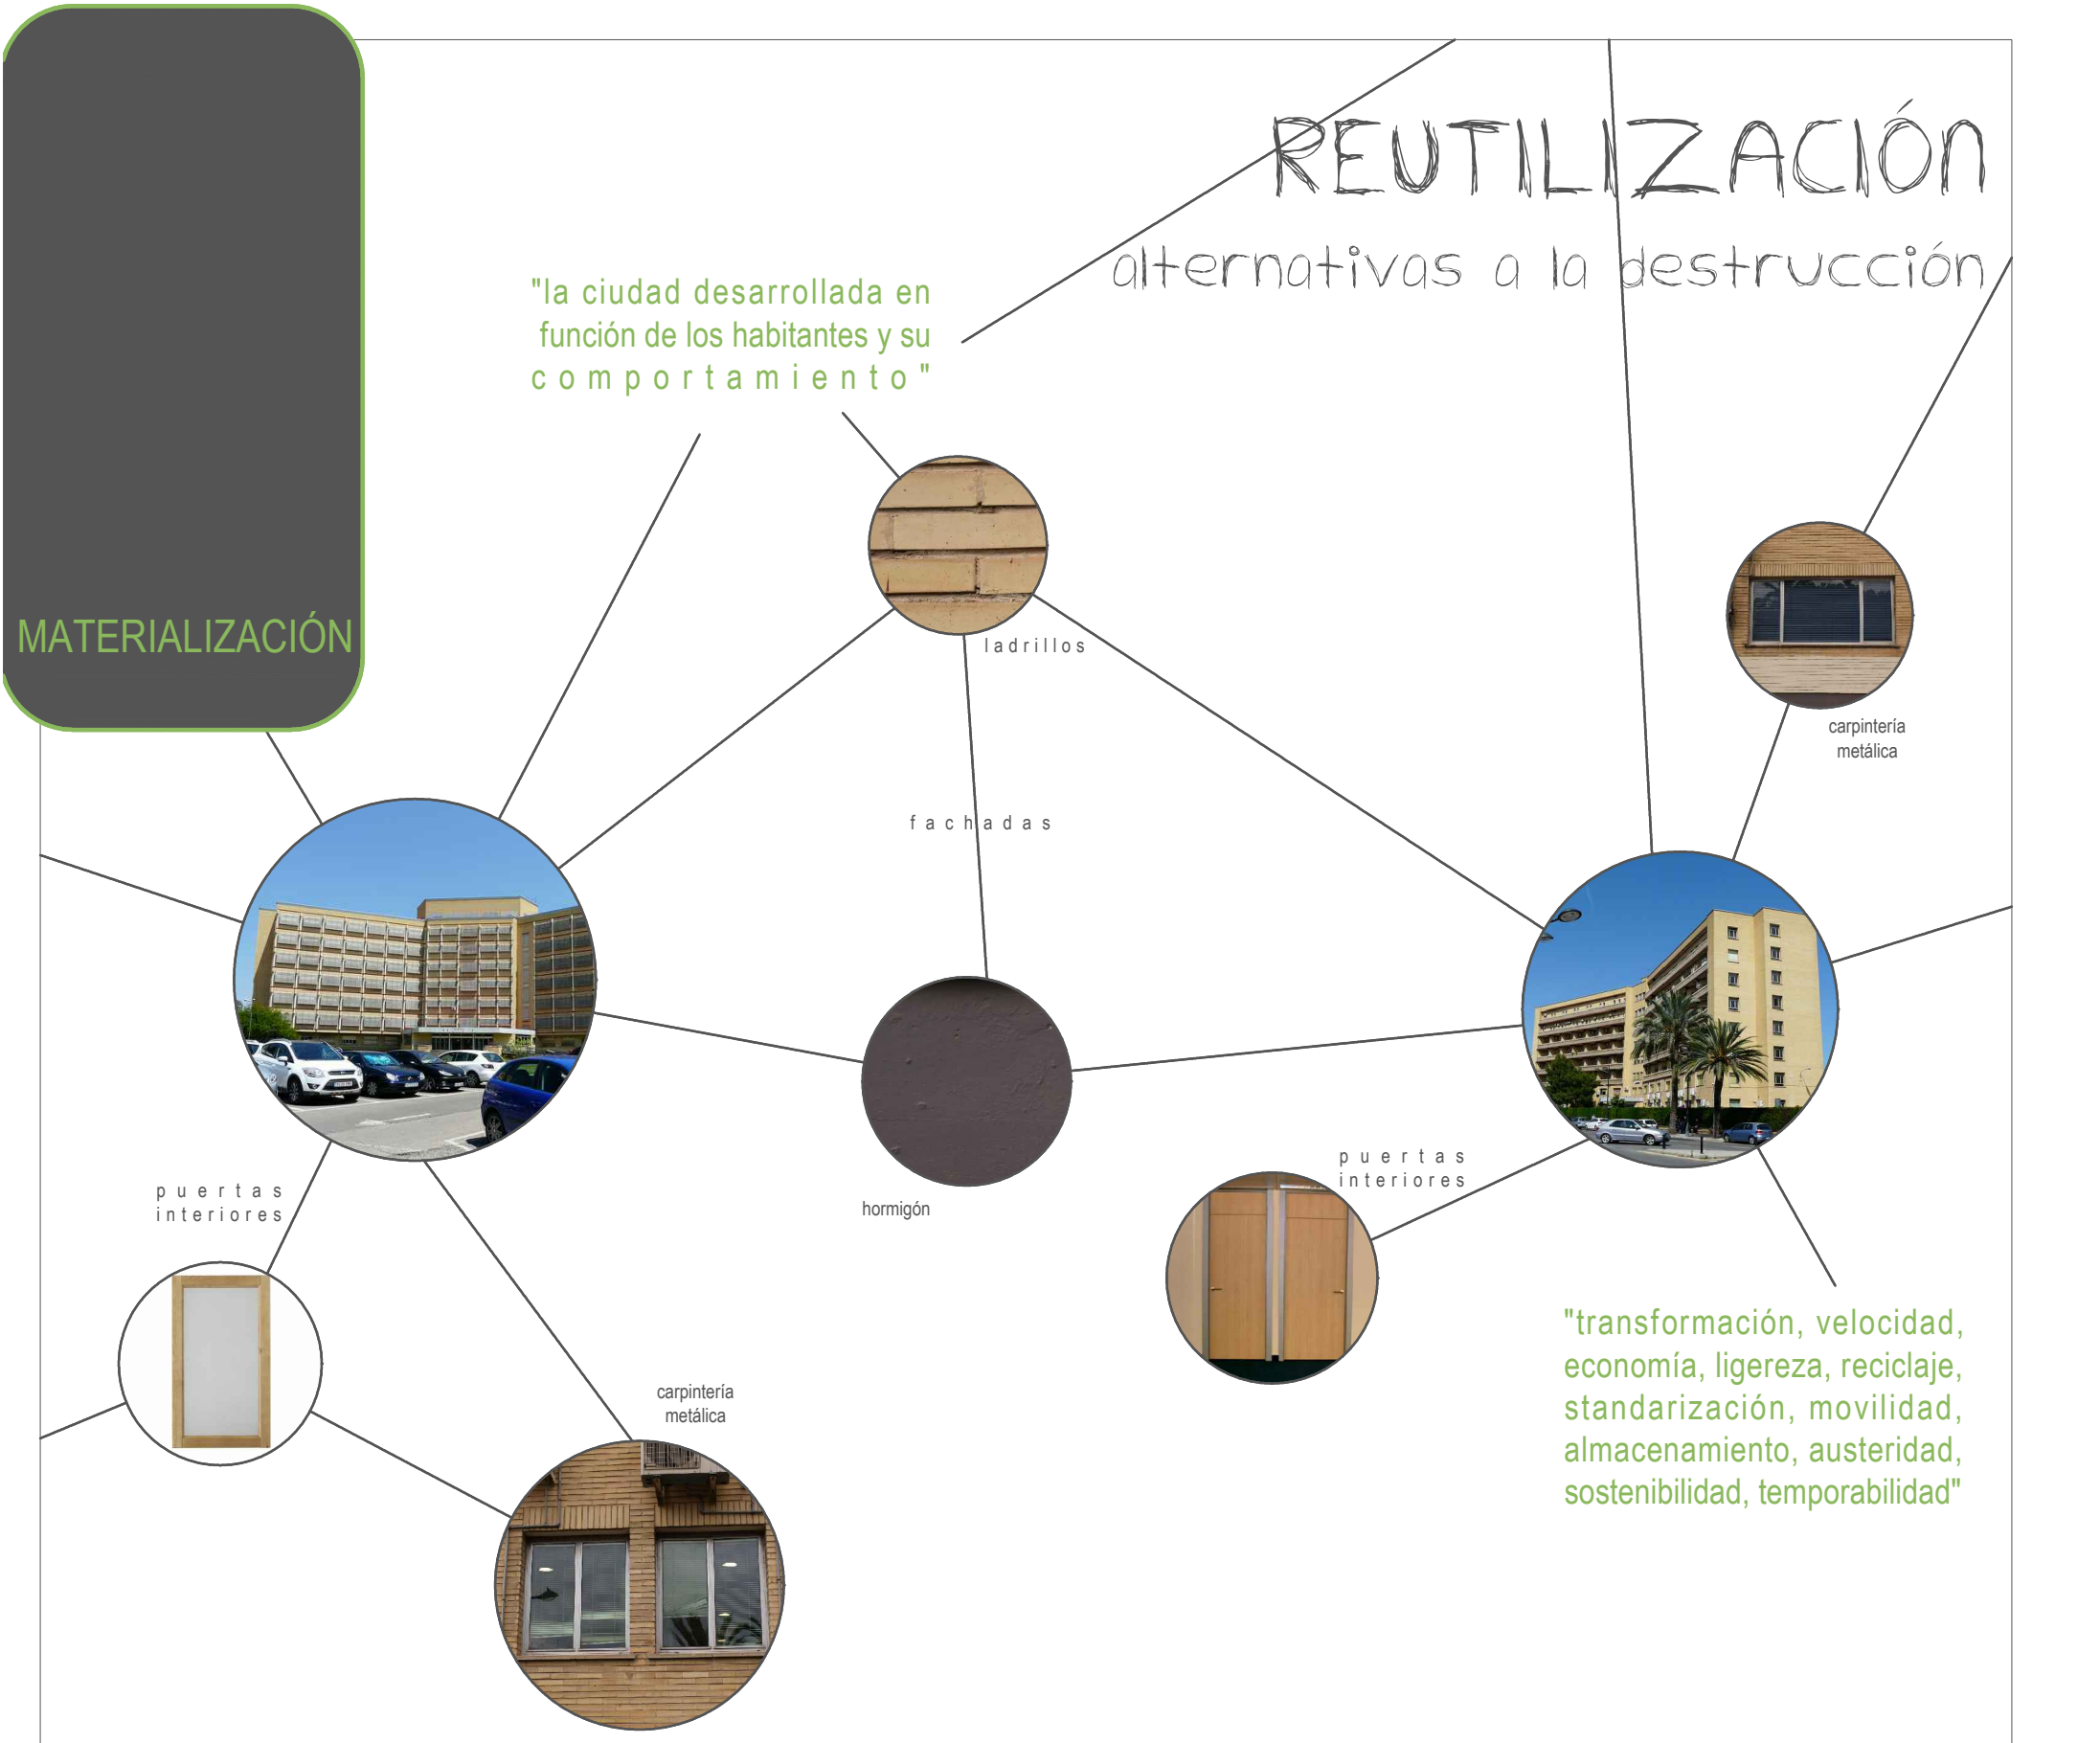 REUTILIZACIÓn
alternativas a la destrucción
"la ciudad desarrollada en
función de los habitantes y su
comportamiento"
MATERIALIZACIÓN
ladrillos
carpintería
metálica
fachadas
puertas
interiores
hormigón
puertas
interiores
carpintería
metálica
"transformación, velocidad,
economía, ligereza, reciclaje,
standarización, movilidad,
almacenamiento, austeridad,
sostenibilidad, temporabilidad"